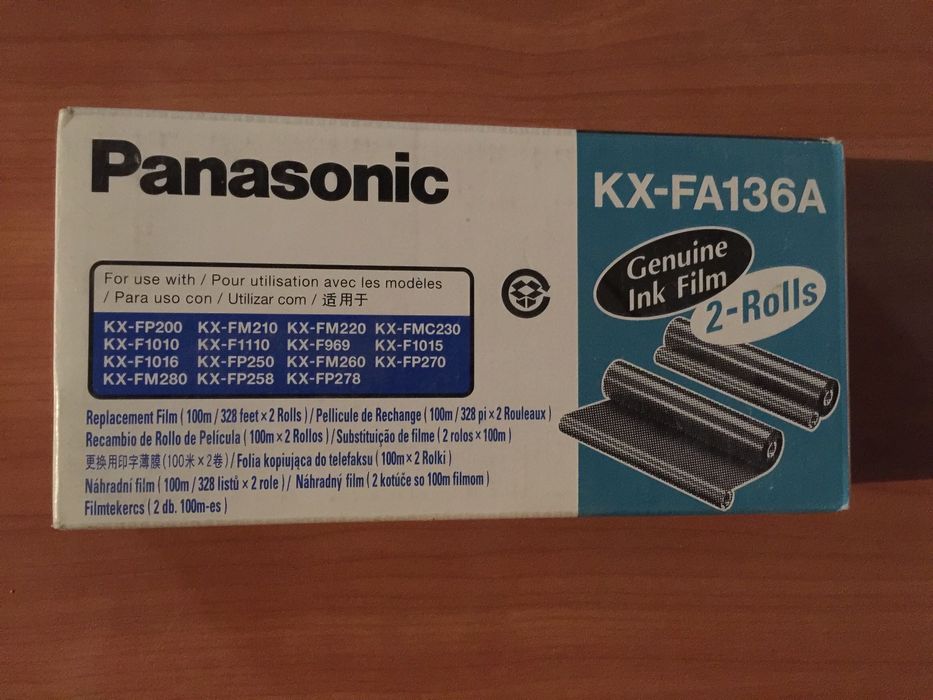 Panasonic
KX-FA136A
Genuine
Ink Film
2-Rolls
For use with / Pour utilisation avec les modèles
/ Para uso con / Utilizar com / 适用于
KX-FP200 KX-FM210 KX-FM220 KX-FMC230
KX-F1010 KX-F1110 KX-F969 KX-F1015
KX-F1016 KX-FP250 KX-FM260 KX-FP270
KX-FM280 KX-FP258 KX-FP278
Replacement Film (100m / 328 feet × 2 Rolls) / Pellicule de Rechange (100m / 328 pi × 2 Rouleaux)
Recambio de Rollo de Película (100m × 2 Rollos) / Substituição de filme (2 rolos × 100m)
更换用印字薄膜(100米×2卷) / Folia kopiująca do telefaksu (100m × 2 Rolki)
Náhradní film (100m / 328 listů × 2 role) / Náhradný film (2 kotúče so 100m filmom)
Filmtekercs (2 db. 100m-es)